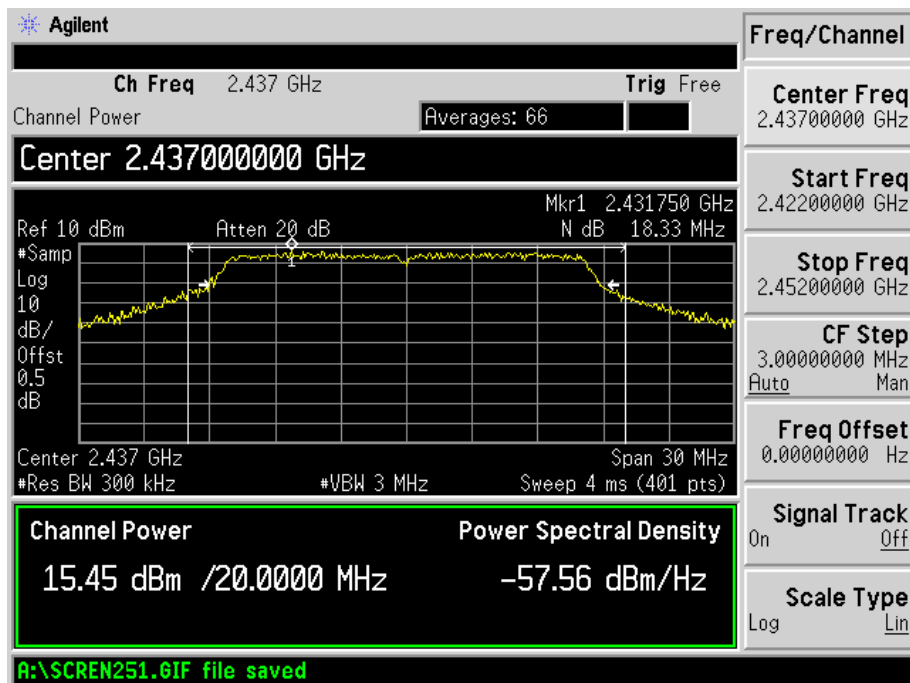 Agilent
Ch Freq 2.437 GHz Trig Free
Channel Power Averages: 66
Center 2.437000000 GHz
Mkr1 2.431750 GHz
Ref 10 dBm Atten 20 dB N dB 18.33 MHz
#Samp
Log
10
dB/
Offst
0.5
dB
1
Center 2.437 GHz Span 30 MHz
#Res BW 300 kHz #VBW 3 MHz Sweep 4 ms (401 pts)
Channel Power Power Spectral Density
15.45 dBm /20.0000 MHz -57.56 dBm/Hz
A:\SCREN251.GIF file saved
Freq/Channel
Center Freq
2.43700000 GHz
Start Freq
2.42200000 GHz
Stop Freq
2.45200000 GHz
CF Step
3.00000000 MHz
Auto Man
Freq Offset
0.00000000 Hz
Signal Track
On Off
Scale Type
Log Lin